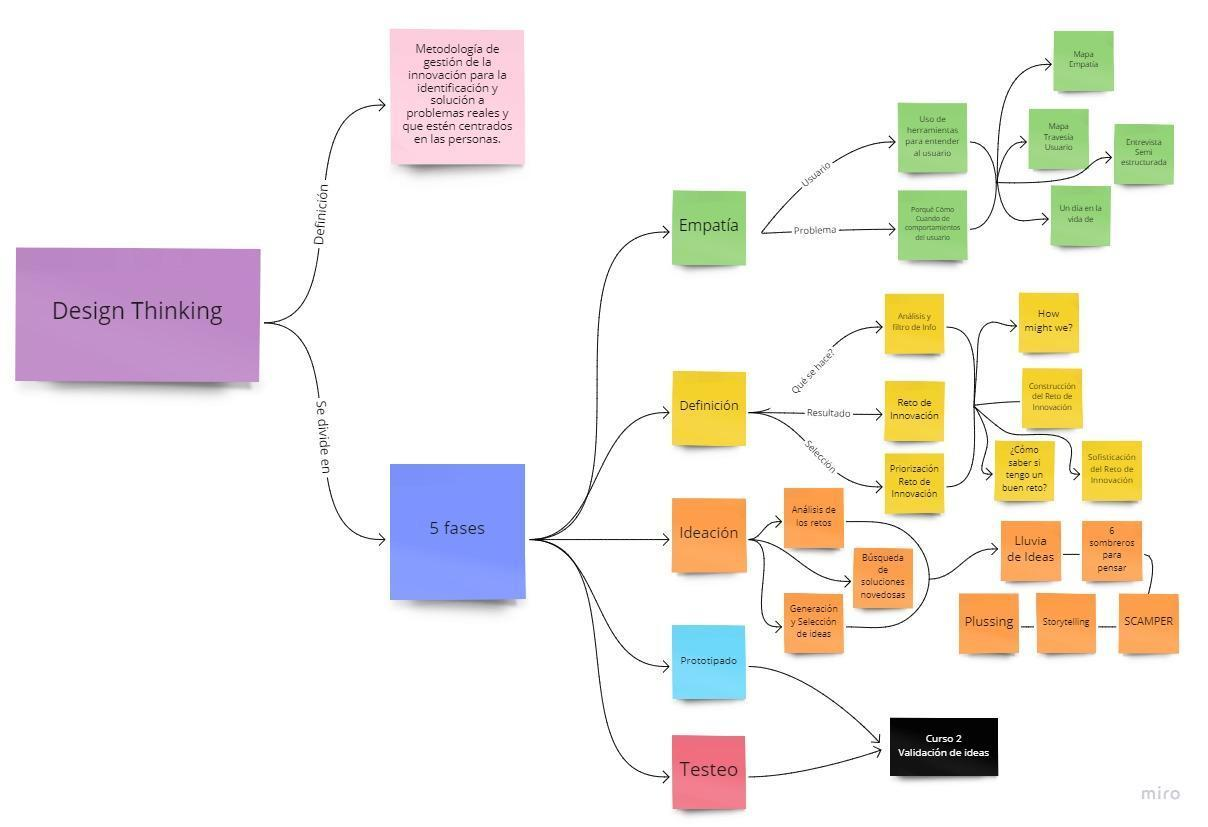 Design Thinking
Definición
Metodología de
gestión de la
innovación para la
identificación y
solución a
problemas reales y
que estén centrados
en las personas.
Se divide en
5 fases
Empatía
Usuario
Uso de
herramientas
para entender
al usuario
Problema
Porqué Cómo
Cuando de
comportamientos
del usuario
Mapa
Empatía
Mapa
Travesía
Usuario
Entrevista
Semi
estructurada
Un día en la
vida de
Definición
Qué se hace?
Análisis y
filtro de Info
Resultado
Reto de
Innovación
Selección
Priorización
Reto de
Innovación
How
might we?
Construcción
del Reto de
Innovación
¿Cómo
saber si
tengo un
buen reto?
Sofisticación
del Reto de
Innovación
Ideación
Análisis de
los retos
Búsqueda
de
soluciones
novedosas
Generación
y Selección
de ideas
Lluvia
de Ideas
6
sombreros
para
pensar
SCAMPER
Storytelling
Plussing
Prototipado
Testeo
Curso 2
Validación de ideas
miro